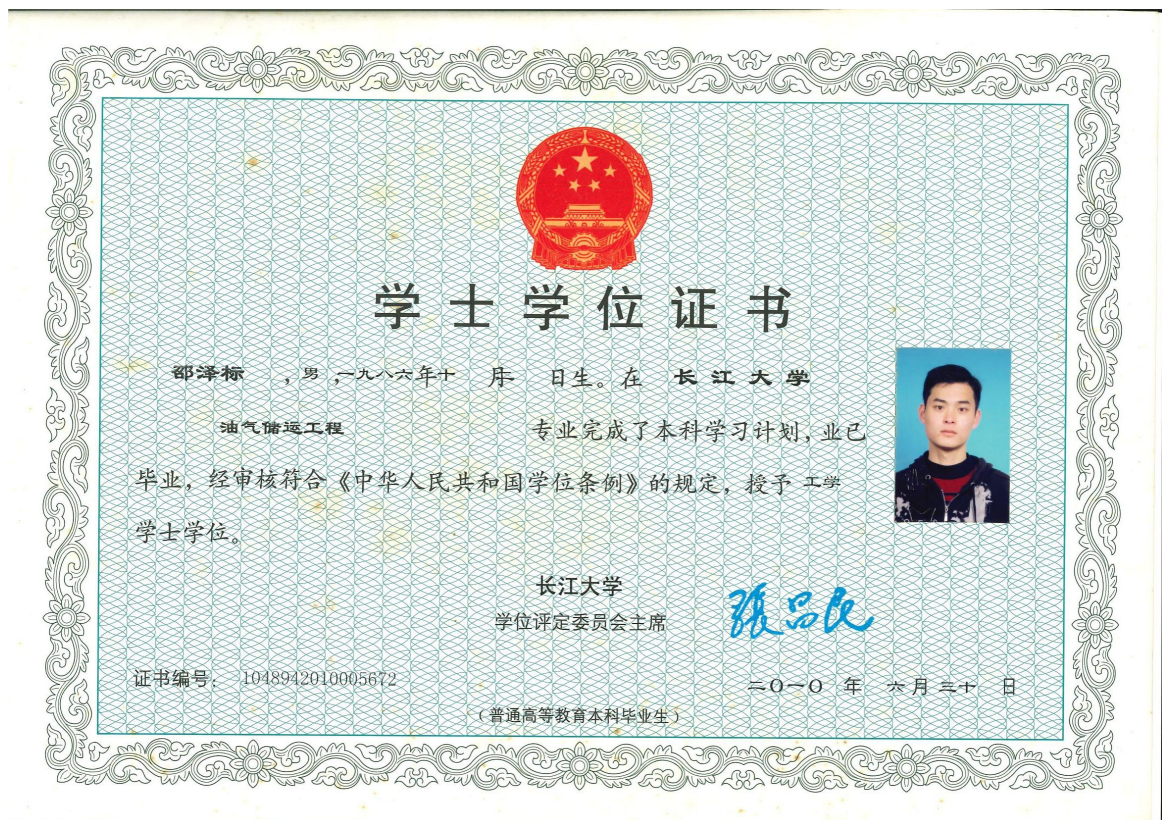 学士学位证书
邵泽标 ,男 ,一九八六年十 月 日生。在 长江大学
油气储运工程 专业完成了本科学习计划,业已
毕业,经审核符合《中华人民共和国学位条例》的规定,授予 工学
学士学位。
长江大学
学位评定委员会主席 張昌民
证书编号: 1048942010005672
二〇一〇 年 六月三十 日
(普通高等教育本科毕业生)